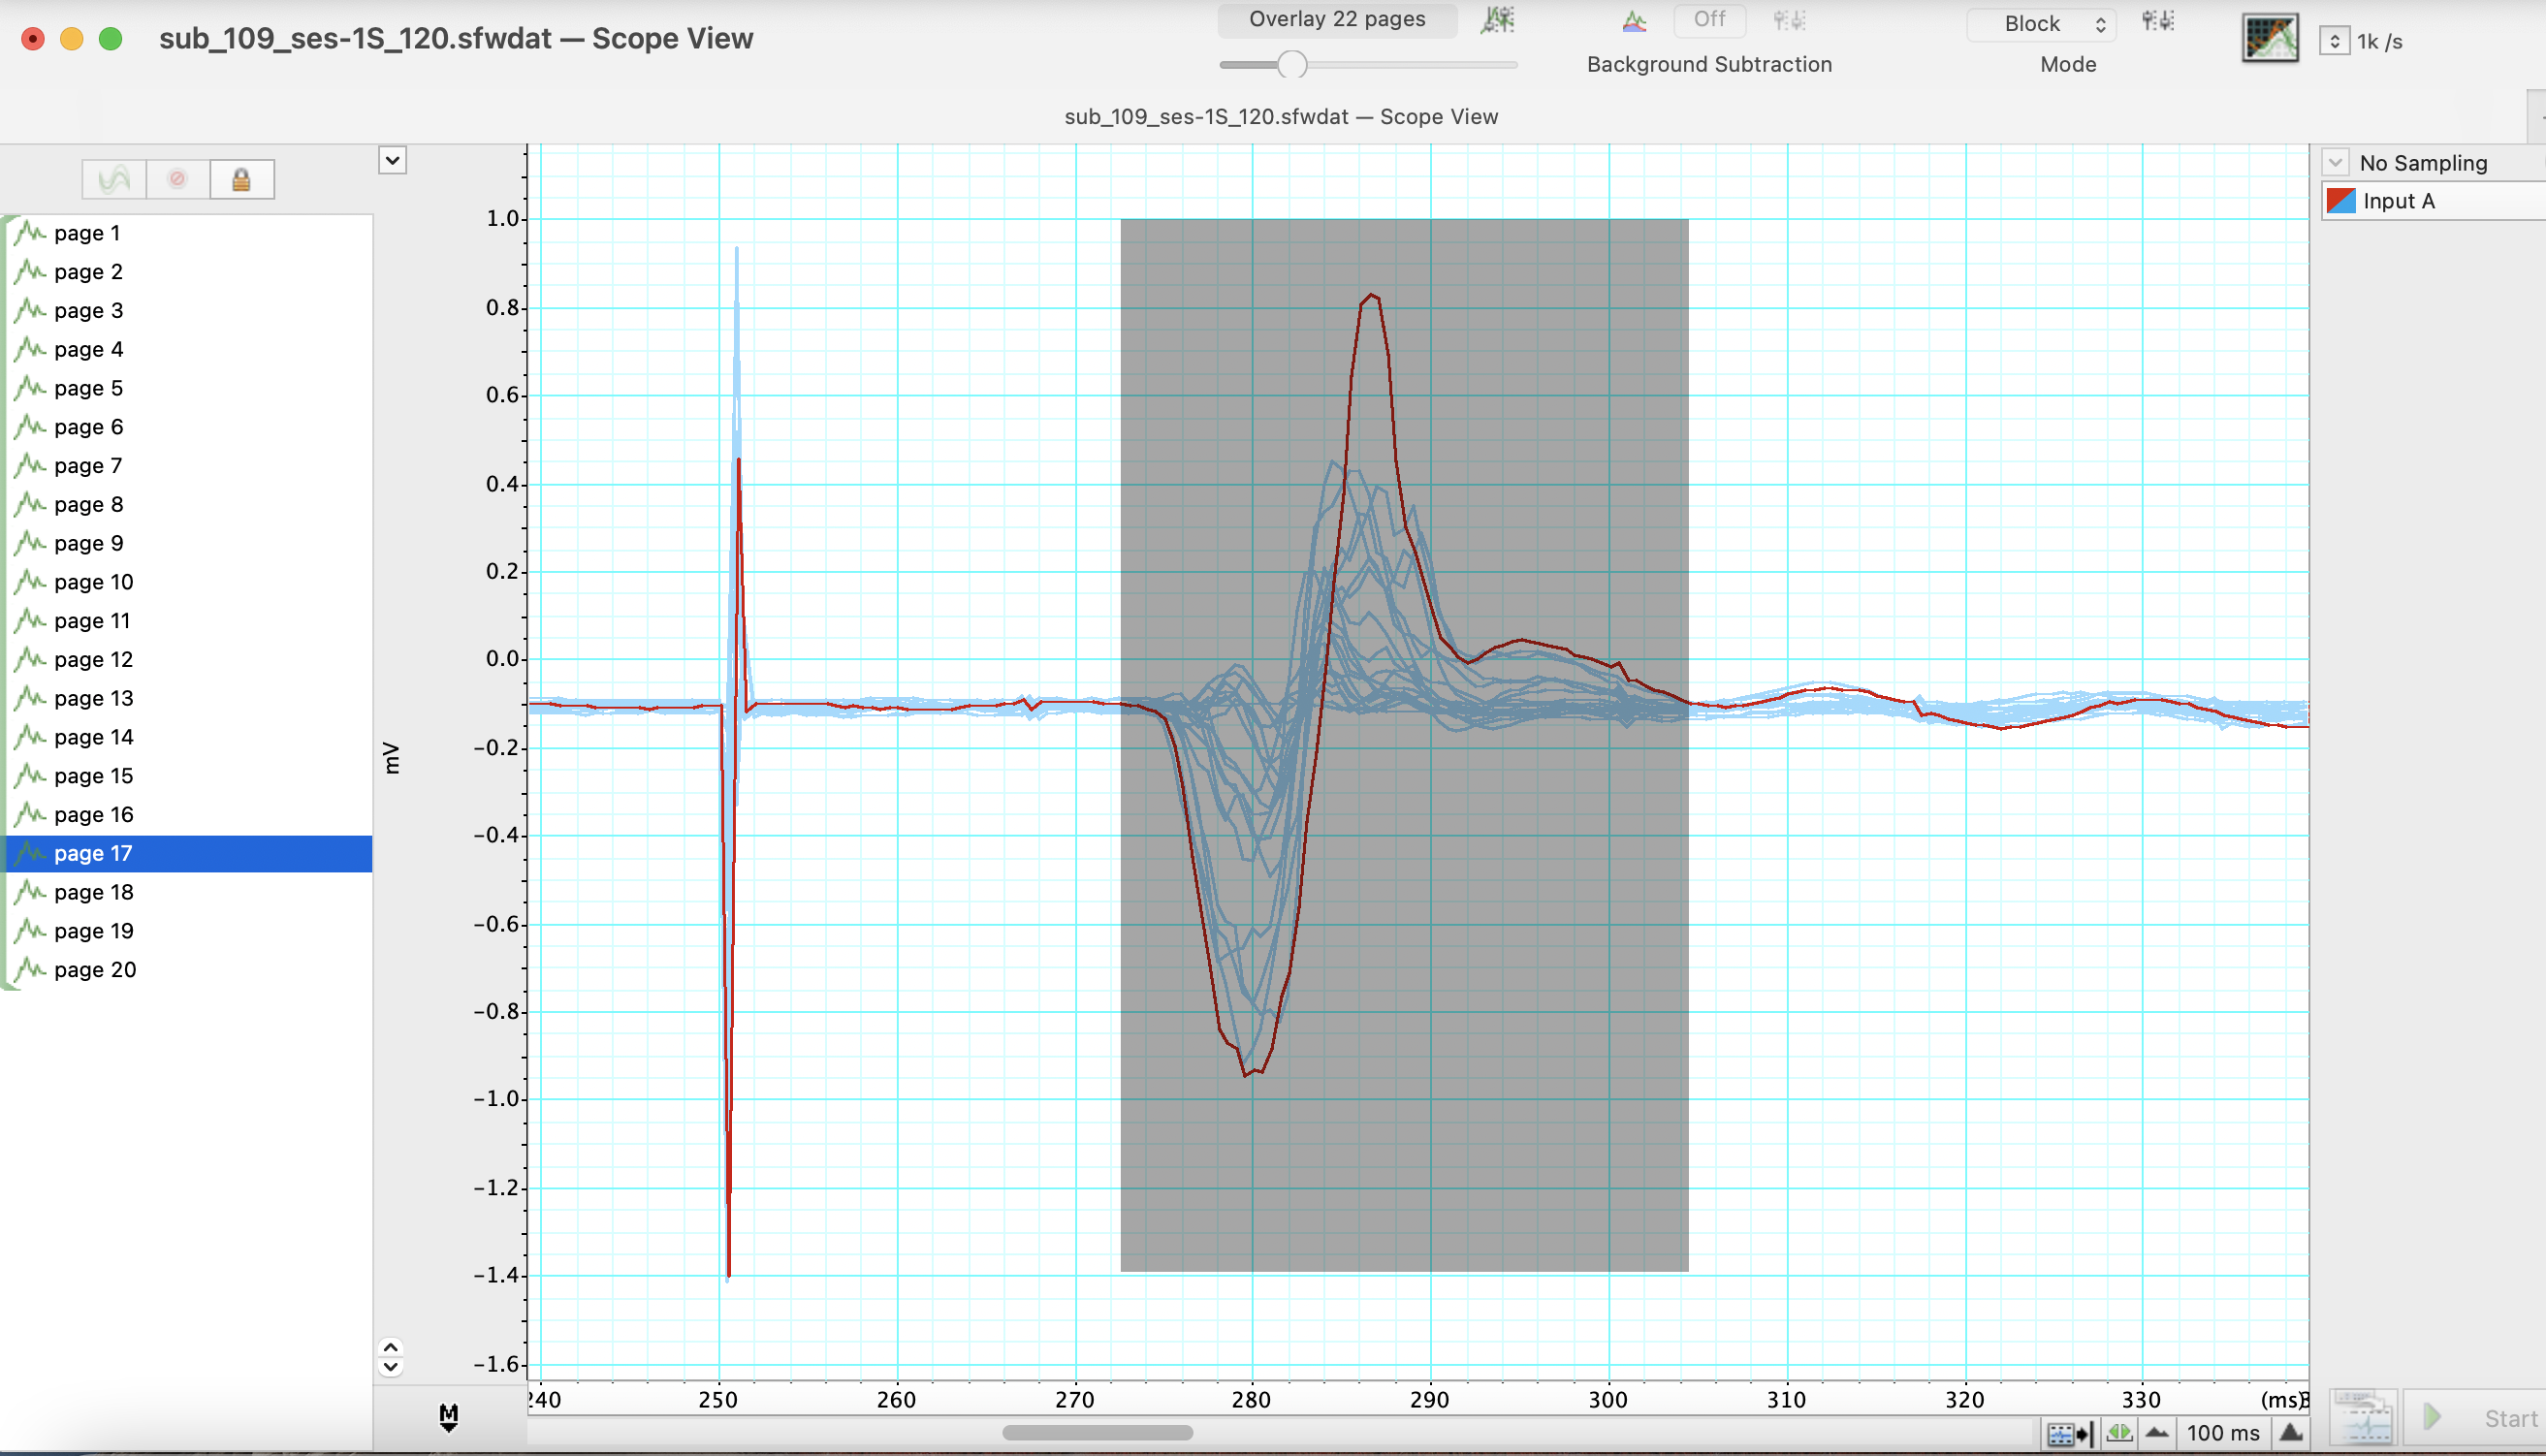 sub_109_ses-1S_120.sfwdat — Scope View
Overlay 22 pages
Off
Background Subtraction
Block
Mode
1k /s
sub_109_ses-1S_120.sfwdat — Scope View
page 1
page 2
page 3
page 4
page 5
page 6
page 7
page 8
page 9
page 10
page 11
page 12
page 13
page 14
page 15
page 16
page 17
page 18
page 19
page 20
mV
1.0
0.8
0.6
0.4
0.2
0.0
−0.2
−0.4
−0.6
−0.8
−1.0
−1.2
−1.4
−1.6
240 250 260 270 280 290 300 310 320 330 (ms)
M
No Sampling
Input A
100 ms
Start